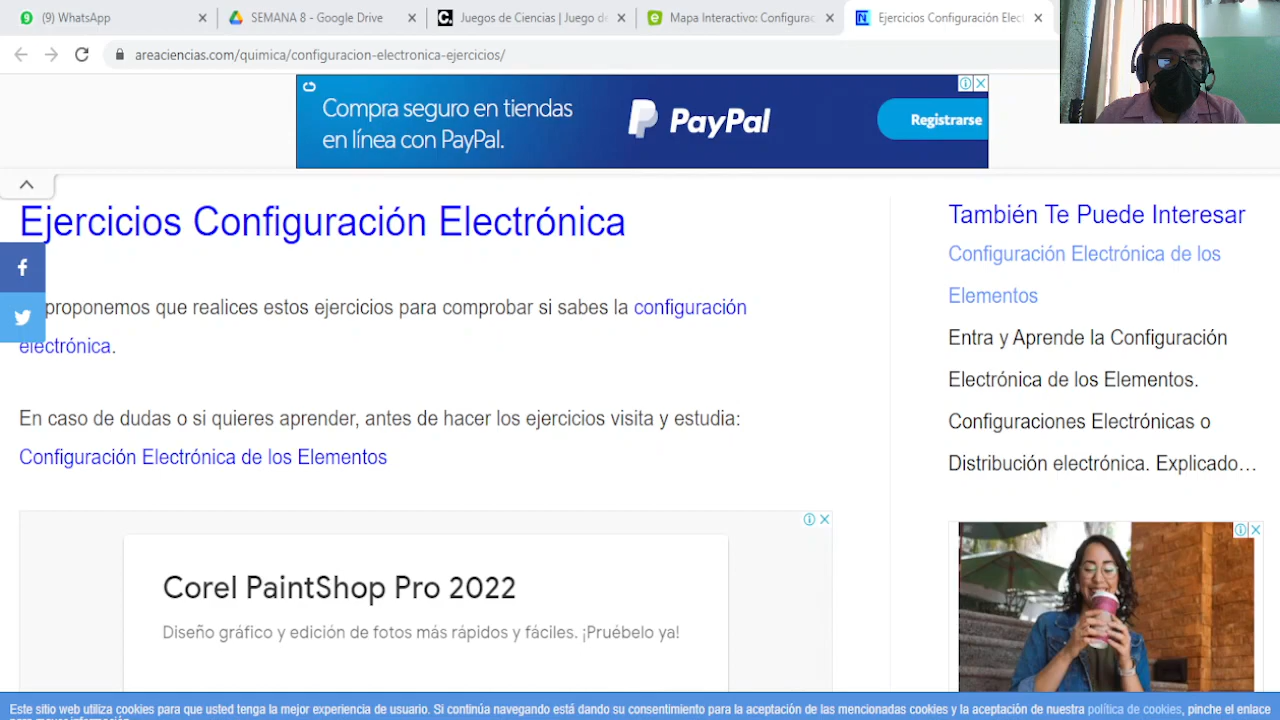 (9) WhatsApp
SEMANA 8 - Google Drive
Juegos de Ciencias | Juego de
Mapa Interactivo: Configurac
Ejercicios Configuración Elect
areaciencias.com/quimica/configuracion-electronica-ejercicios/
Compra seguro en tiendas
en línea con PayPal.
PayPal
Registrarse
Ejercicios Configuración Electrónica
proponemos que realices estos ejercicios para comprobar si sabes la configuración
electrónica.
En caso de dudas o si quieres aprender, antes de hacer los ejercicios visita y estudia:
Configuración Electrónica de los Elementos
Corel PaintShop Pro 2022
Diseño gráfico y edición de fotos más rápidos y fáciles. ¡Pruébelo ya!
También Te Puede Interesar
Configuración Electrónica de los
Elementos
Entra y Aprende la Configuración
Electrónica de los Elementos.
Configuraciones Electrónicas o
Distribución electrónica. Explicado…
Este sitio web utiliza cookies para que usted tenga la mejor experiencia de usuario. Si continúa navegando está dando su consentimiento para la aceptación de las mencionadas cookies y la aceptación de nuestra política de cookies, pinche el enlace